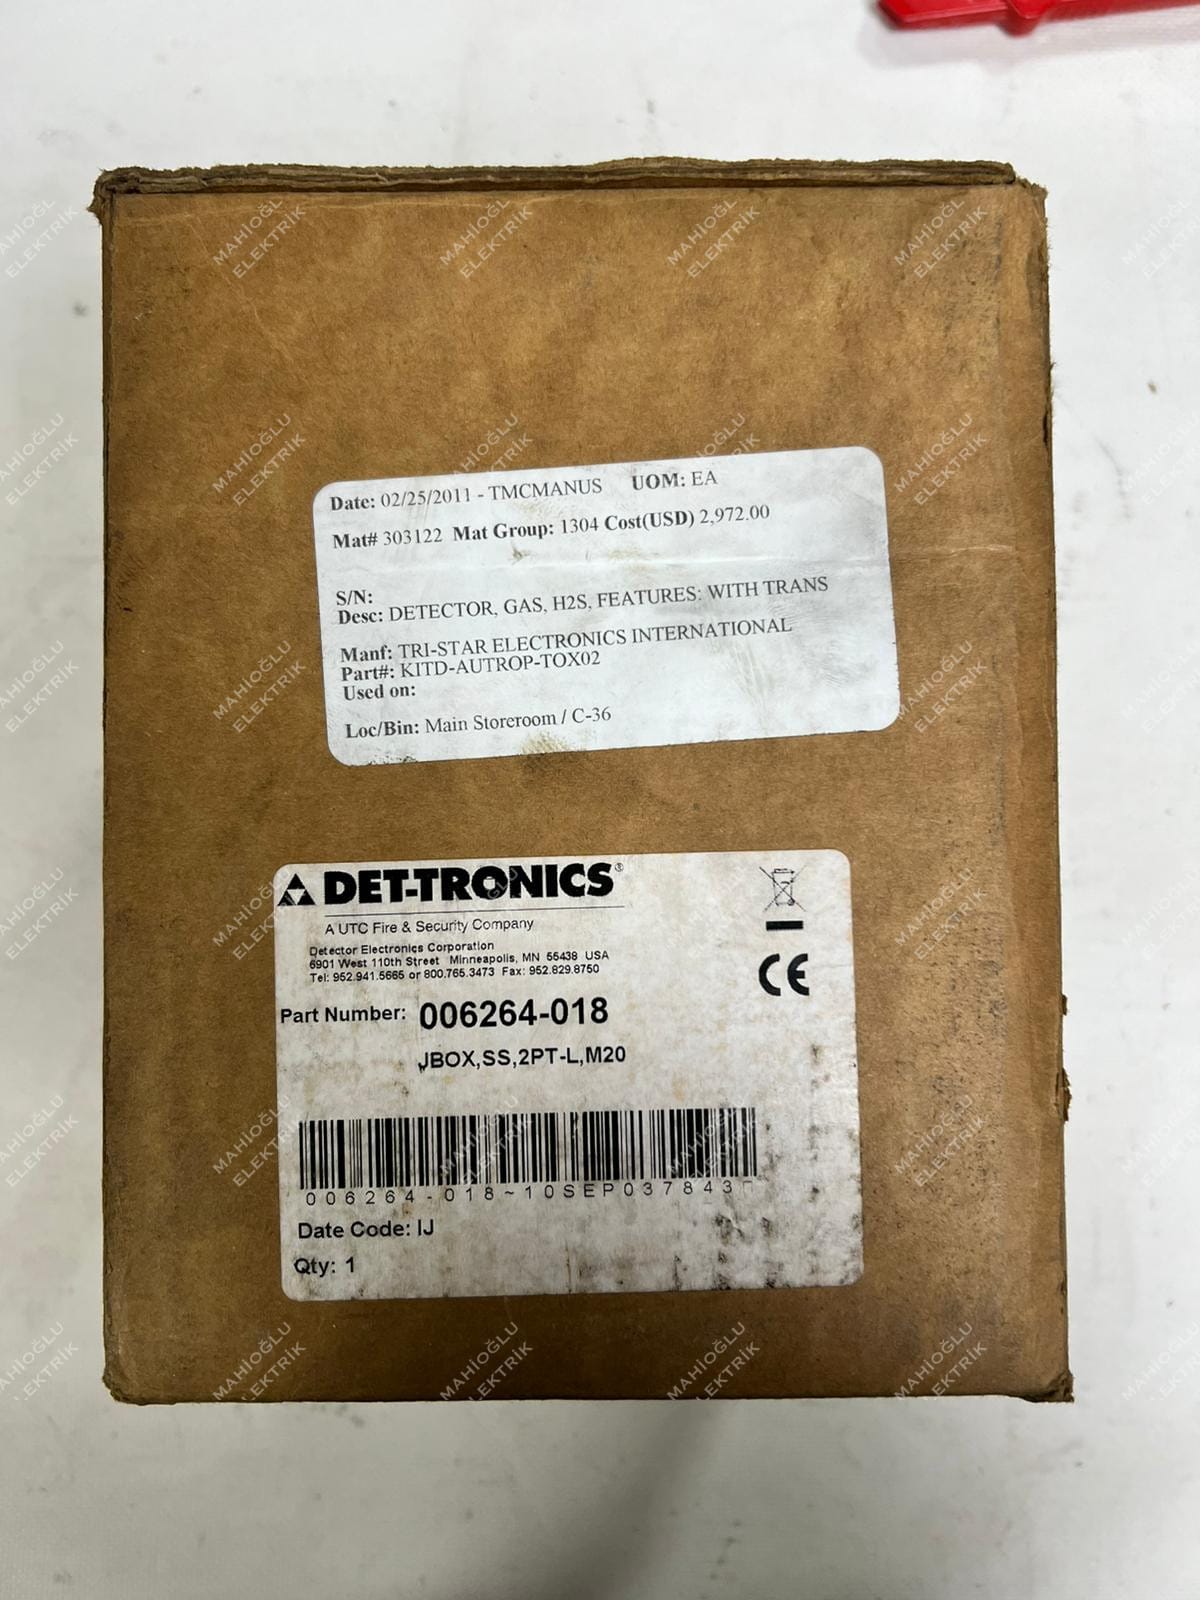 Date: 02/25/2011 - TMCMANUS UOM: EA
Mat# 303122 Mat Group: 1304 Cost(USD) 2,972.00
S/N:
Desc: DETECTOR, GAS, H2S, FEATURES: WITH TRANS
Manf: TRI-STAR ELECTRONICS INTERNATIONAL
Part#: KITD-AUTROP-TOX02
Used on:
Loc/Bin: Main Storeroom / C-36
DET-TRONICS®
A UTC Fire & Security Company
Detector Electronics Corporation
6901 West 110th Street Minneapolis, MN 55438 USA
Tel: 952.941.5665 or 800.765.3473 Fax: 952.829.8750
CE
Part Number: 006264-018
JBOX,SS,2PT-L,M20
006264-018~10SEP037843
Date Code: IJ
Qty: 1
MAHİOĞLU
ELEKTRİK